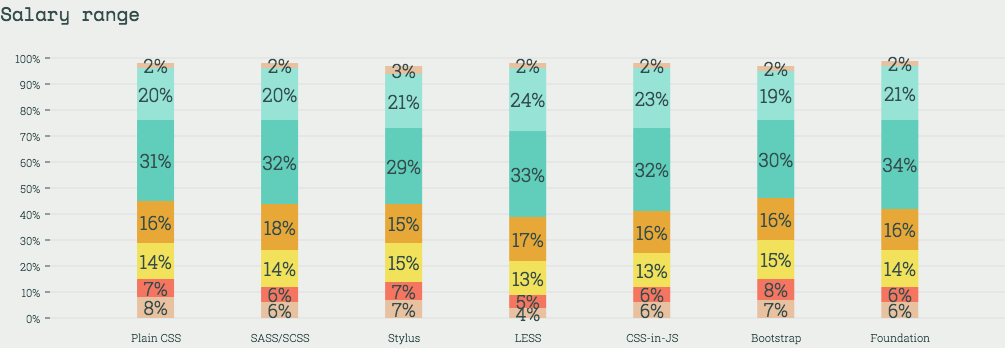 Salary range
100%
90%
80%
70%
60%
50%
40%
30%
20%
10%
0%
2% 2% 3% 2% 2% 2% 2%
20% 20% 21% 24% 23% 19% 21%
31% 32% 29% 33% 32% 30% 34%
16% 18% 15% 17% 16% 16% 16%
14% 14% 15% 13% 13% 15% 14%
7% 6% 7% 5% 6% 8% 6%
8% 6% 7% 4% 6% 7% 6%
Plain CSS SASS/SCSS Stylus LESS CSS-in-JS Bootstrap Foundation